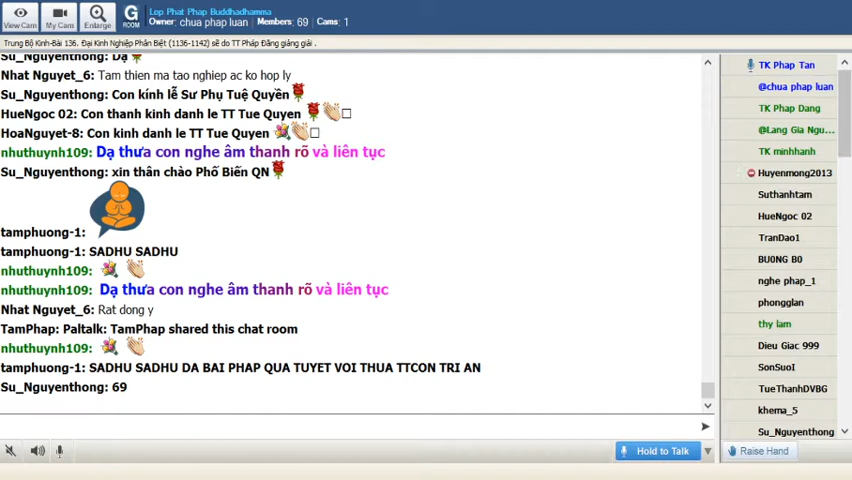 View Cam
My Cam
Enlarge
G
ROOM
Lop Phat Phap Buddhadhamma
Owner: chua phap luan Members: 69 Cams: 1
Trung Bộ Kinh-Bài 136. Đại Kinh Nghiệp Phân Biệt (1136-1142) sẽ do TT Pháp Đăng giảng giải .
Su_Nguyenthong: Dạ
Nhat Nguyet_6: Tam thien ma tao nghiep ac ko hop ly
Su_Nguyenthong: Con kính lễ Sư Phụ Tuệ Quyền
HueNgoc 02: Con thanh kinh danh le TT Tue Quyen
HoaNguyet-8: Con kinh danh le TT Tue Quyen
nhuthuynh109: Dạ thưa con nghe âm thanh rõ và liên tục
Su_Nguyenthong: xin thân chào Phố Biến QN
tamphuong-1:
tamphuong-1: SADHU SADHU
nhuthuynh109:
nhuthuynh109: Dạ thưa con nghe âm thanh rõ và liên tục
Nhat Nguyet_6: Rat dong y
TamPhap: Paltalk: TamPhap shared this chat room
nhuthuynh109:
tamphuong-1: SADHU SADHU DA BAI PHAP QUA TUYET VOI THUA TTCON TRI AN
Su_Nguyenthong: 69
Hold to Talk
TK Phap Tan
@chua phap luan
TK Phap Dang
@Lang Gia Ngu...
TK minhhanh
Huyenmong2013
Suthanhtam
HueNgoc 02
TranDao1
BU0NG B0
nghe phap_1
phongglan
thy lam
Dieu Giac 999
SonSuoI
TueThanhDVBG
khema_5
Su_Nguyenthong
Raise Hand